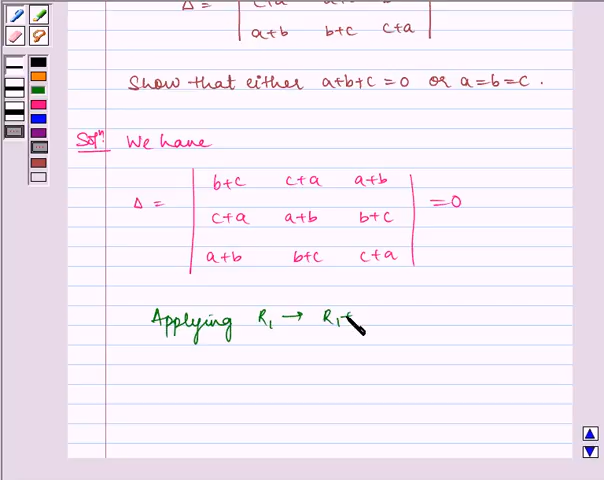 Δ = | c+a
a+b b+c c+a |
Show that either a+b+c=0 or a=b=c.
Solⁿ. We have
Δ = | b+c c+a a+b |
| c+a a+b b+c | =0
| a+b b+c c+a |
Applying R₁ → R₁+